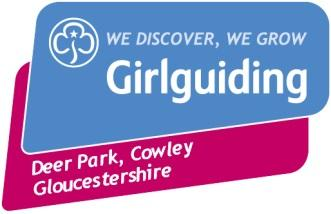 WE DISCOVER, WE GROW
Girlguiding
Deer Park, Cowley
Gloucestershire